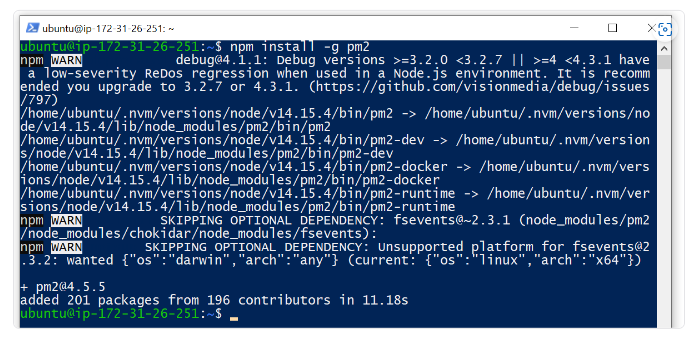 ubuntu@ip-172-31-26-251: ~
ubuntu@ip-172-31-26-251:~$ npm install -g pm2
npm WARN debug@4.1.1: Debug versions >=3.2.0 <3.2.7 || >=4 <4.3.1 have
a low-severity ReDos regression when used in a Node.js environment. It is recomm
ended you upgrade to 3.2.7 or 4.3.1. (https://github.com/visionmedia/debug/issues
/797)
/home/ubuntu/.nvm/versions/node/v14.15.4/bin/pm2 -> /home/ubuntu/.nvm/versions/no
de/v14.15.4/lib/node_modules/pm2/bin/pm2
/home/ubuntu/.nvm/versions/node/v14.15.4/bin/pm2-dev -> /home/ubuntu/.nvm/version
s/node/v14.15.4/lib/node_modules/pm2/bin/pm2-dev
/home/ubuntu/.nvm/versions/node/v14.15.4/bin/pm2-docker -> /home/ubuntu/.nvm/vers
ions/node/v14.15.4/lib/node_modules/pm2/bin/pm2-docker
/home/ubuntu/.nvm/versions/node/v14.15.4/bin/pm2-runtime -> /home/ubuntu/.nvm/ver
sions/node/v14.15.4/lib/node_modules/pm2/bin/pm2-runtime
npm WARN SKIPPING OPTIONAL DEPENDENCY: fsevents@~2.3.1 (node_modules/pm2
/node_modules/chokidar/node_modules/fsevents):
npm WARN SKIPPING OPTIONAL DEPENDENCY: Unsupported platform for fsevents@2
.3.2: wanted {"os":"darwin","arch":"any"} (current: {"os":"linux","arch":"x64"})
+ pm2@4.5.5
added 201 packages from 196 contributors in 11.18s
ubuntu@ip-172-31-26-251:~$